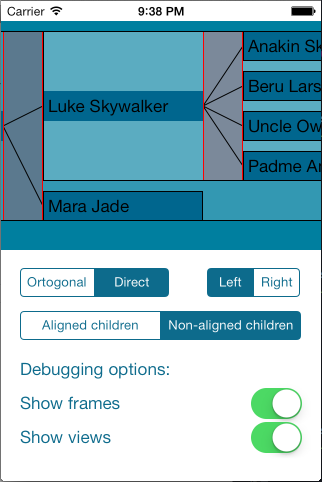 Carrier 9:38 PM
Anakin Sk
Beru Lars
Luke Skywalker
Uncle Ow
Padme A
Mara Jade
Ortogonal Direct Left Right
Aligned children Non-aligned children
Debugging options:
Show frames
Show views